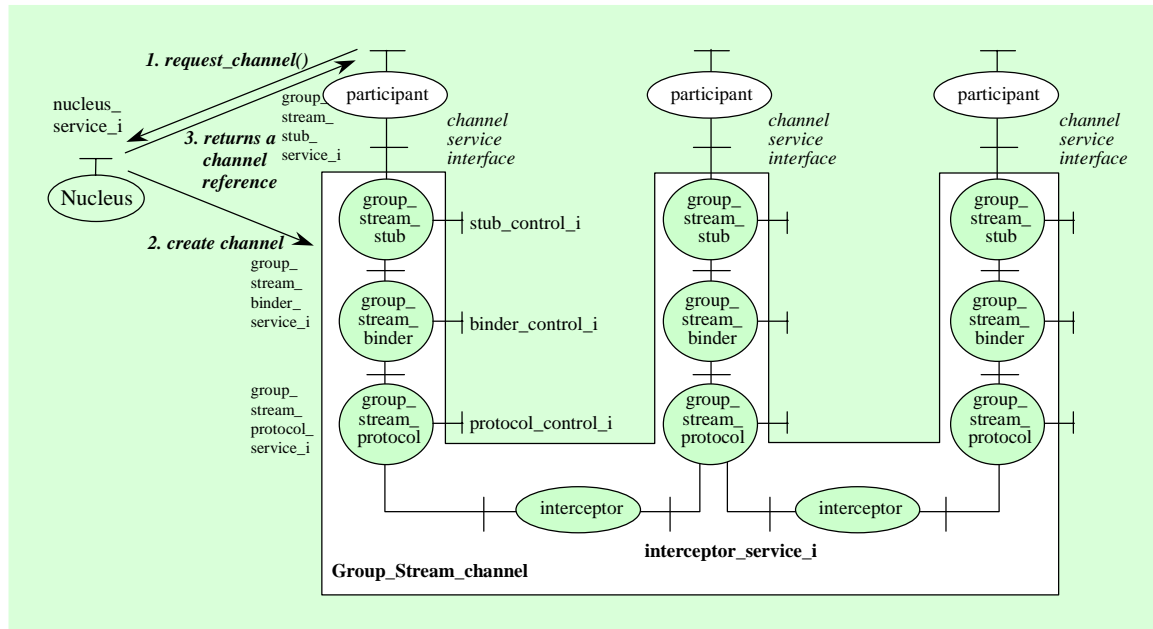 1. request_channel()
nucleus_
service_i
Nucleus
3. returns a
channel
reference
2. create channel
participant
participant
participant
group_
stream_
stub_
service_i
channel
service
interface
channel
service
interface
channel
service
interface
group_
stream_
stub
stub_control_i
group_
stream_
stub
group_
stream_
stub
group_
stream_
binder_
service_i
group_
stream_
binder
binder_control_i
group_
stream_
binder
group_
stream_
binder
group_
stream_
protocol_
service_i
group_
stream_
protocol
protocol_control_i
group_
stream_
protocol
group_
stream_
protocol
interceptor
interceptor
interceptor_service_i
Group_Stream_channel